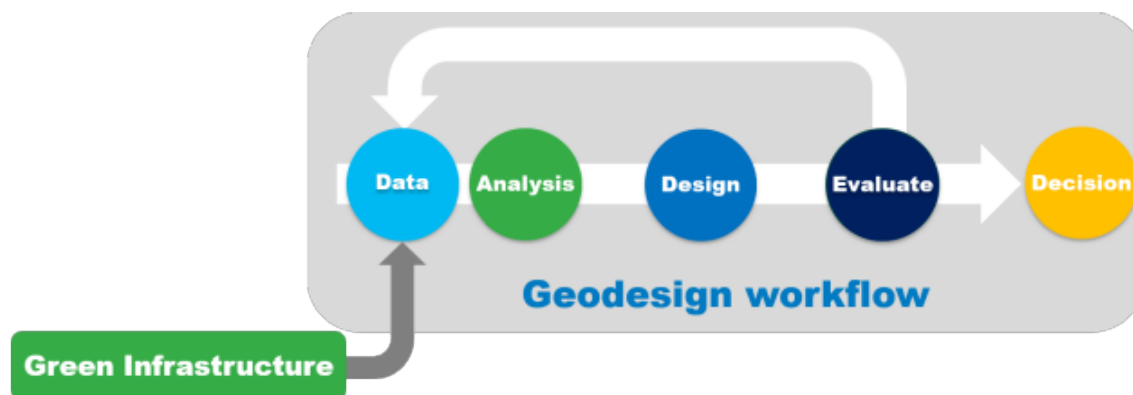 Data
Analysis
Design
Evaluate
Decision
Geodesign workflow
Green Infrastructure